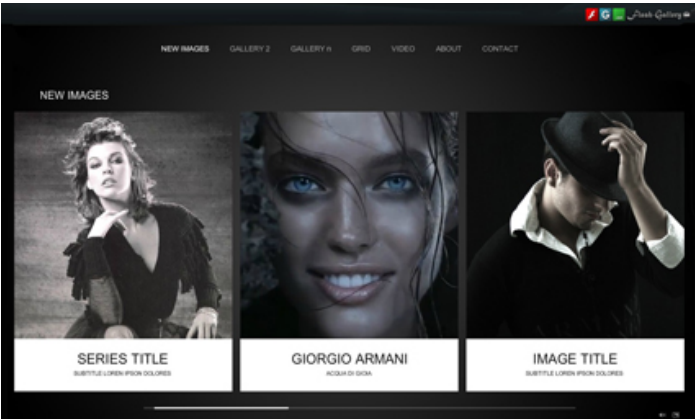 Flash Gallery
NEW IMAGES GALLERY 2 GALLERY n GRID VIDEO ABOUT CONTACT
NEW IMAGES
SERIES TITLE
SUBTITLE LOREN IPSON DOLORES
GIORGIO ARMANI
ACQUA DI GIOIA
IMAGE TITLE
SUBTITLE LOREN IPSON DOLORES